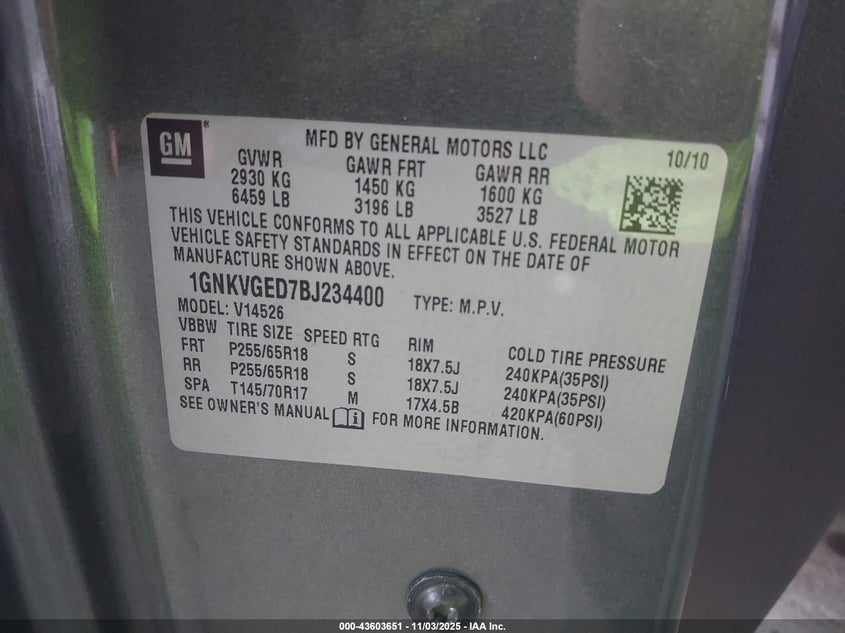 GM
MFD BY GENERAL MOTORS LLC 10/10
GVWR GAWR FRT GAWR RR
2930 KG 1450 KG 1600 KG
6459 LB 3196 LB 3527 LB
THIS VEHICLE CONFORMS TO ALL APPLICABLE U.S. FEDERAL MOTOR
VEHICLE SAFETY STANDARDS IN EFFECT ON THE DATE OF
MANUFACTURE SHOWN ABOVE.
1GNKVGED7BJ234400 TYPE: M.P.V.
MODEL: V14526
VBBW TIRE SIZE SPEED RTG RIM COLD TIRE PRESSURE
FRT P255/65R18 S 18X7.5J 240KPA(35PSI)
RR P255/65R18 S 18X7.5J 240KPA(35PSI)
SPA T145/70R17 M 17X4.5B 420KPA(60PSI)
SEE OWNER'S MANUAL i FOR MORE INFORMATION.
000-43603651 - 11/03/2025 - IAA Inc.